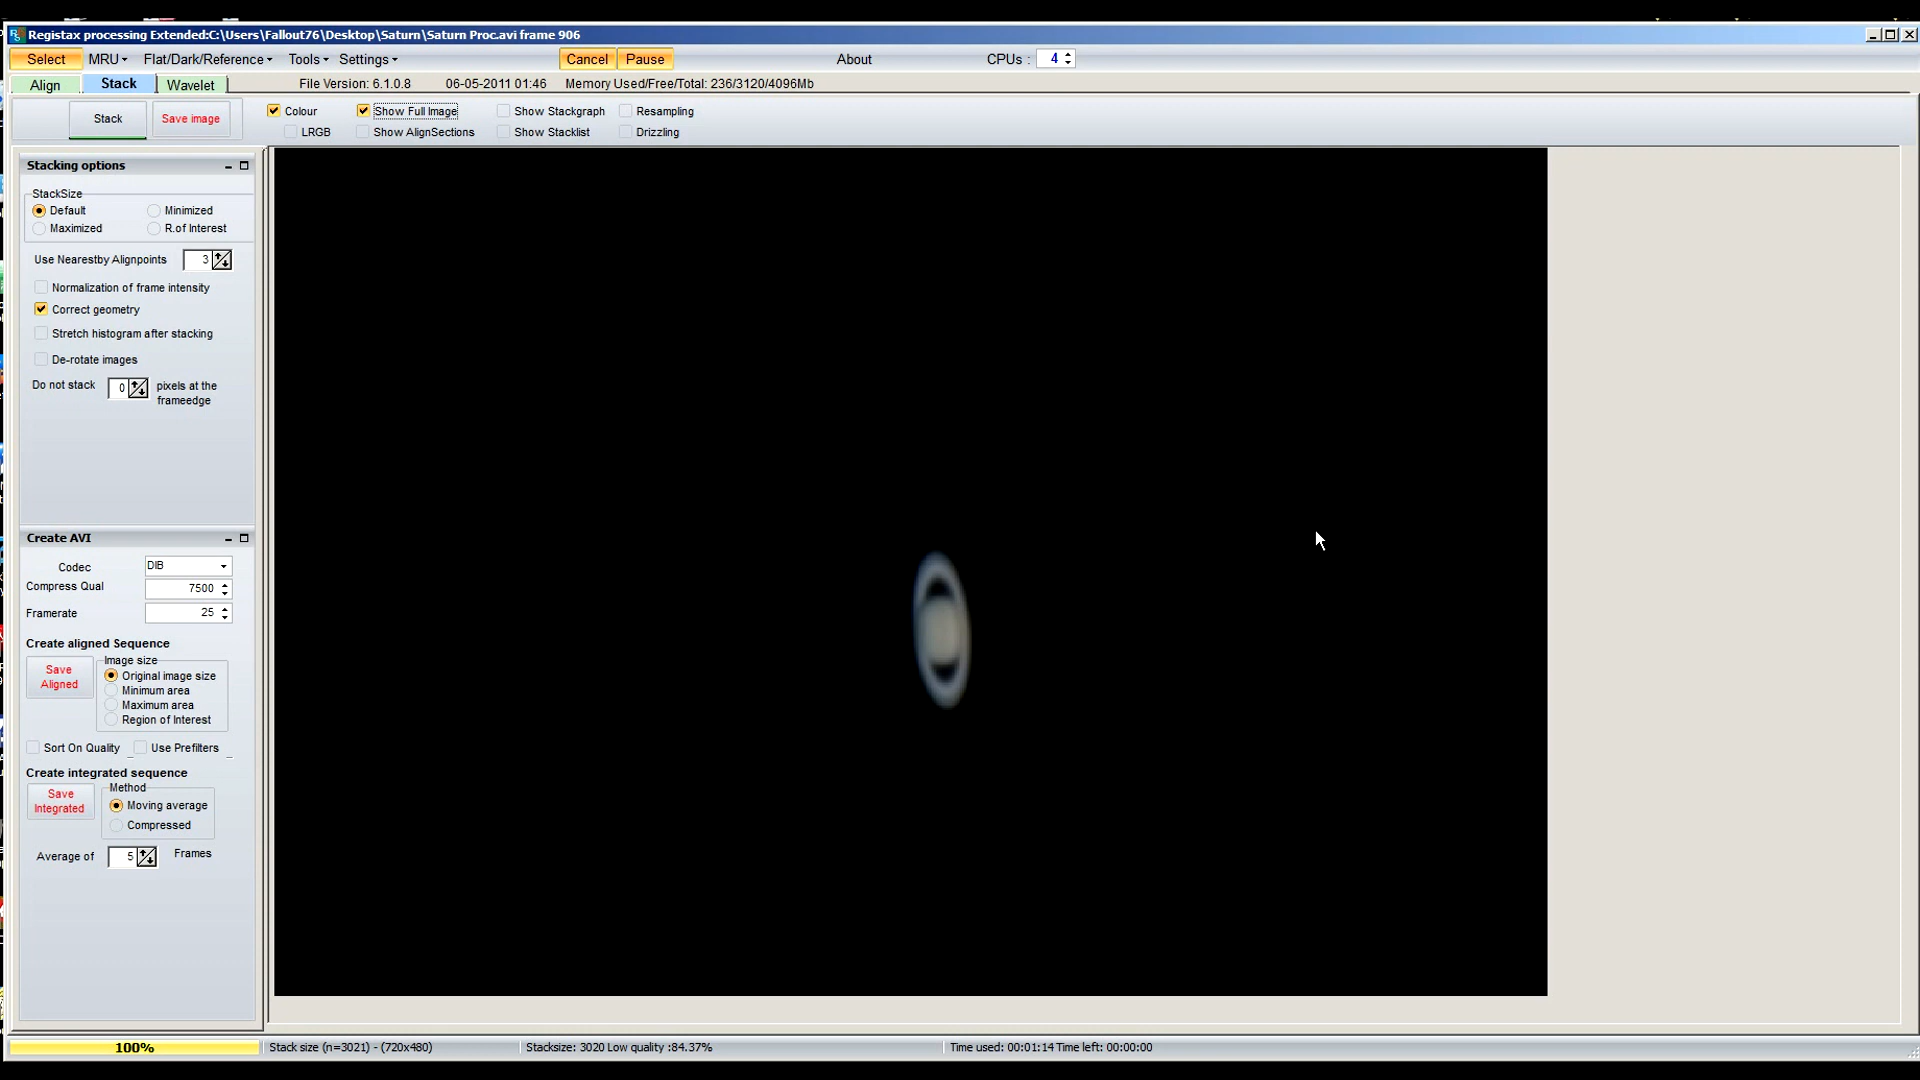 Registax processing Extended:C:\Users\Fallout76\Desktop\Saturn\Saturn Proc.avi frame 906
Select MRU Flat/Dark/Reference Tools Settings Cancel Pause About CPUs : 4
Align Stack Wavelet File Version: 6.1.0.8 06-05-2011 01:46 Memory Used/Free/Total: 236/3120/4096Mb
Stack Save image Colour Show Full Image Show Stackgraph Resampling
LRGB Show AlignSections Show Stacklist Drizzling
Stacking options
StackSize
Default Minimized
Maximized R.of Interest
Use Nearestby Alignpoints 3
Normalization of frame intensity
Correct geometry
Stretch histogram after stacking
De-rotate images
Do not stack 0 pixels at the
frameedge
Create AVI
Codec DIB
Compress Qual 7500
Framerate 25
Create aligned Sequence
Image size
Save
Aligned
Original image size
Minimum area
Maximum area
Region of Interest
Sort On Quality Use Prefilters
Create integrated sequence
Method
Save
Integrated
Moving average
Compressed
Average of 5 Frames
100% Stack size (n=3021) - (720x480) Stacksize: 3020 Low quality :84.37% Time used: 00:01:14 Time left: 00:00:00